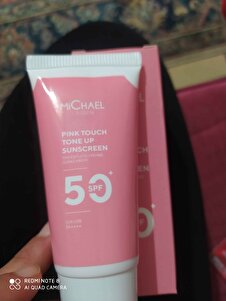 MiCHAEL
PINK TOUCH
TONE UP
SUNSCREEN
50+
SPF
REDMI NOTE 8
AI QUAD CAMERA